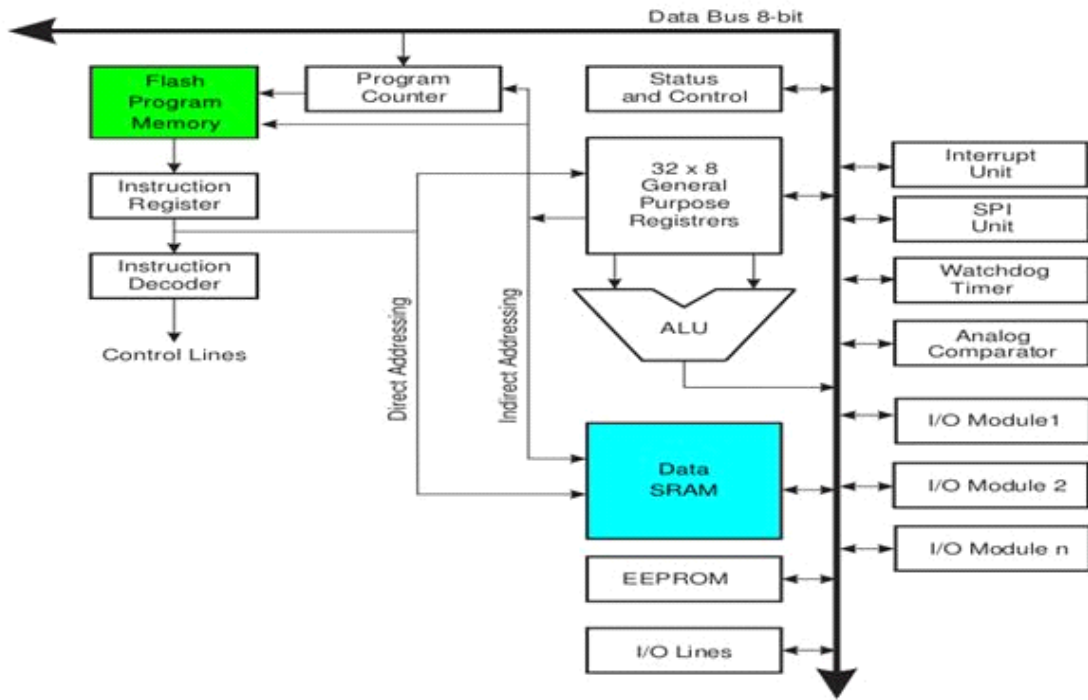 Data Bus 8-bit
Flash
Program
Memory
Program
Counter
Status
and Control
Instruction
Register
32 x 8
General
Purpose
Registrers
Instruction
Decoder
Control Lines
Direct Addressing
Indirect Addressing
ALU
Data
SRAM
EEPROM
I/O Lines
Interrupt
Unit
SPI
Unit
Watchdog
Timer
Analog
Comparator
I/O Module1
I/O Module 2
I/O Module n